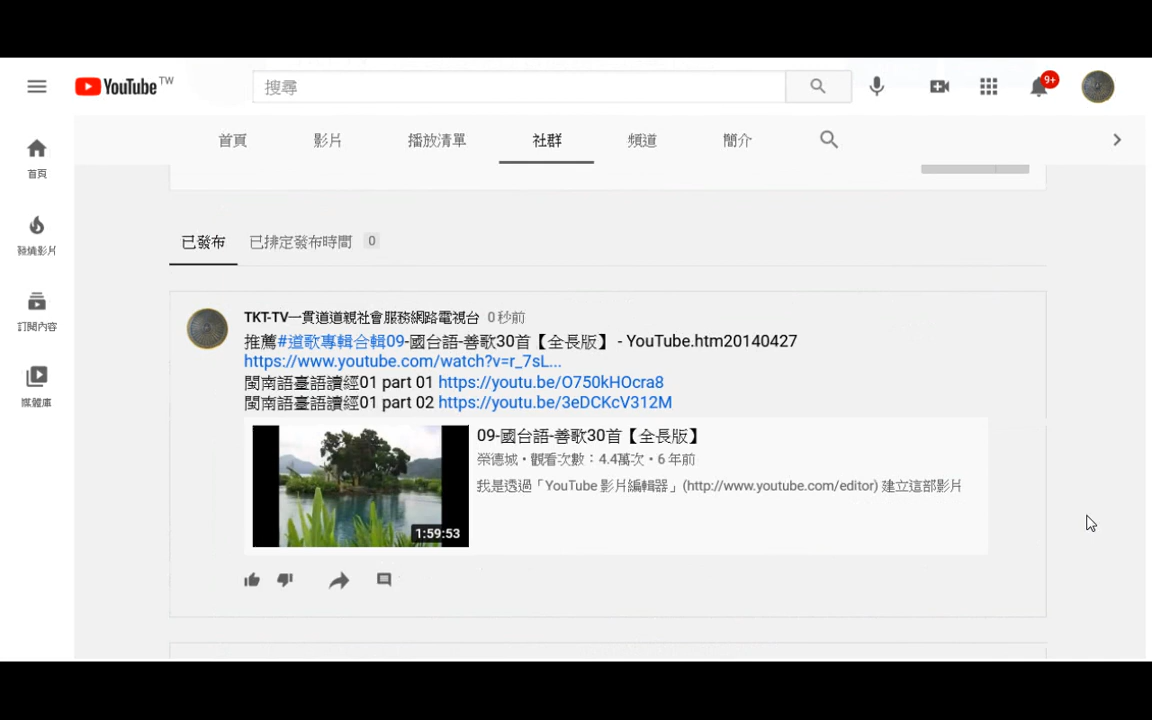 YouTube TW
搜尋
9+
首頁
影片
播放清單
社群
頻道
簡介
首頁
發燒影片
訂閱內容
媒體庫
已發布
已排定發布時間 0
TKT-TV一貫道道親社會服務網路電視台 0 秒前
推薦#道歌專輯合輯09-國台語-善歌30首【全長版】 - YouTube.htm20140427
https://www.youtube.com/watch?v=r_7sL...
閩南語臺語讀經01 part 01 https://youtu.be/O750kHOcra8
閩南語臺語讀經01 part 02 https://youtu.be/3eDCKcV312M
09-國台語-善歌30首【全長版】
榮德城 • 觀看次數：4.4萬次 • 6 年前
我是透過「YouTube 影片編輯器」(http://www.youtube.com/editor) 建立這部影片
1:59:53